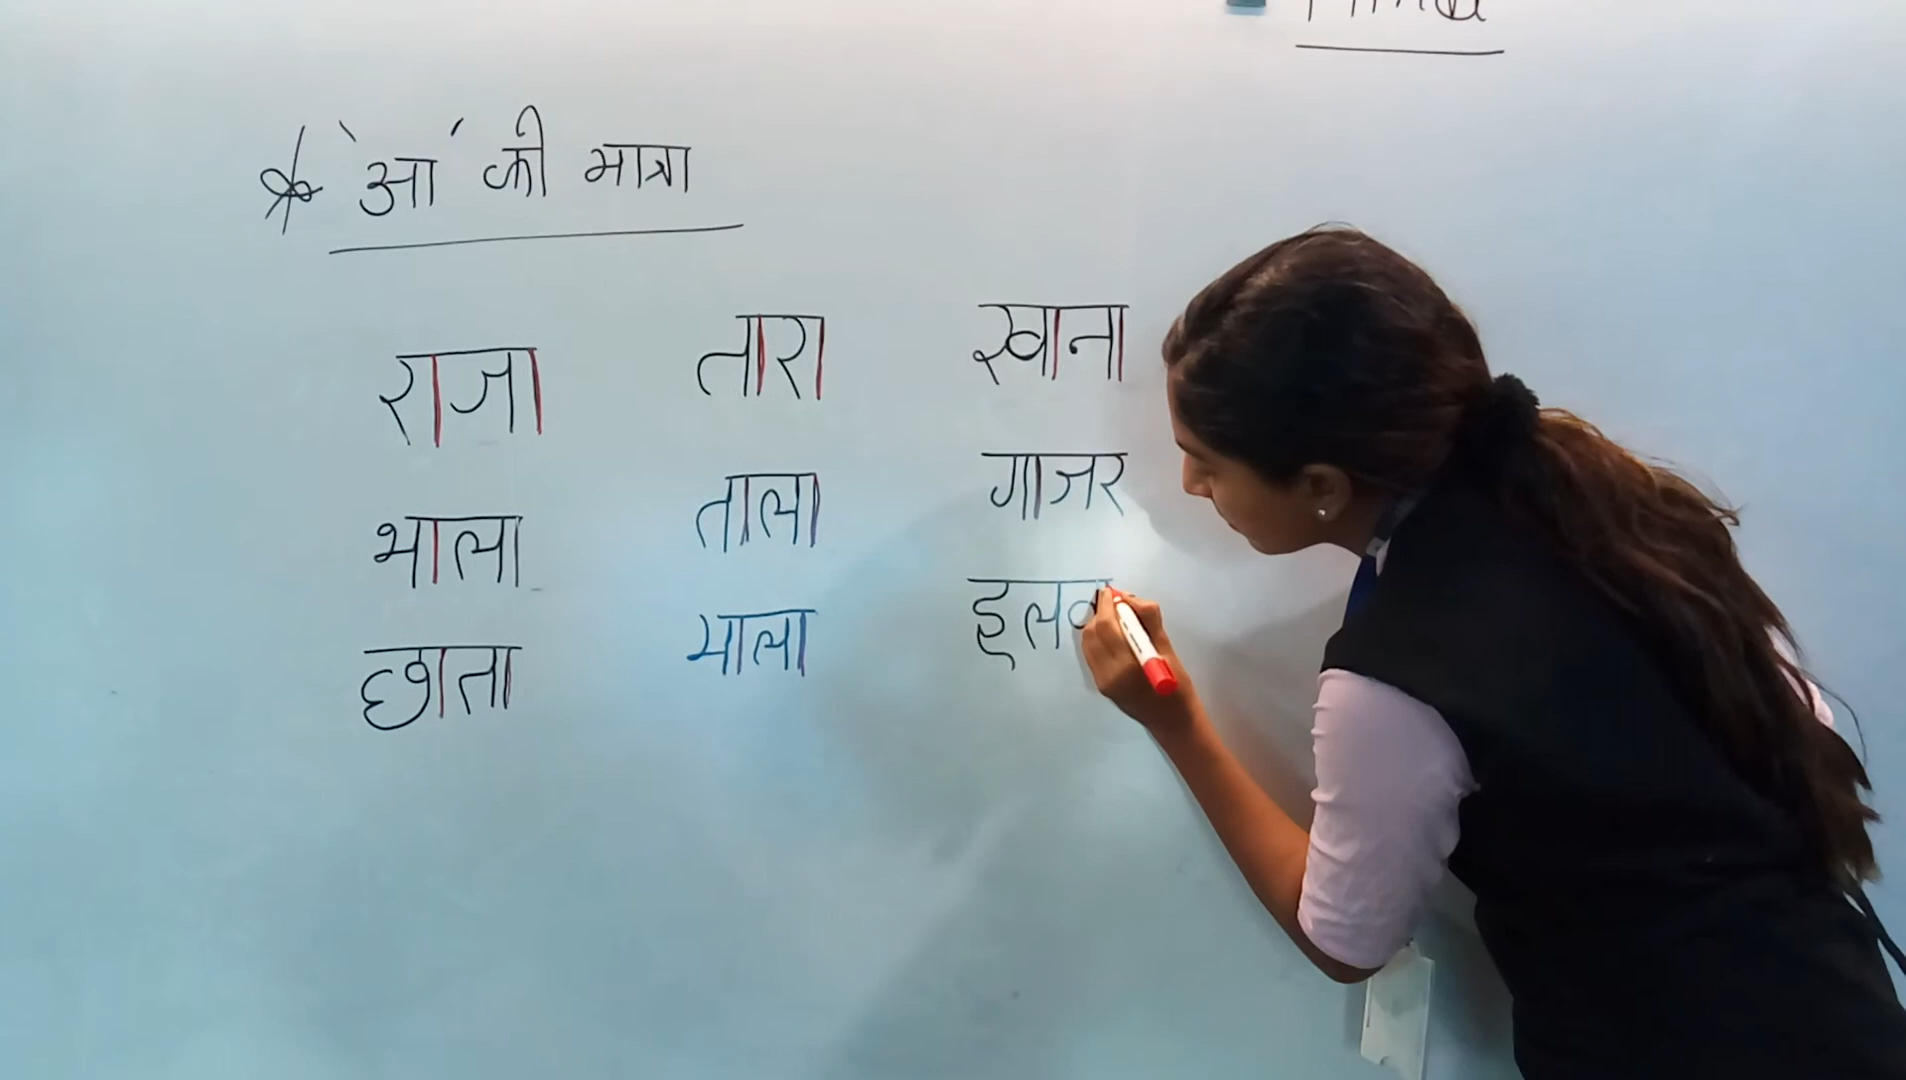 * 'आ' की मात्रा
राजा तारा खाना
भाला ताला गाजर
छाता माला